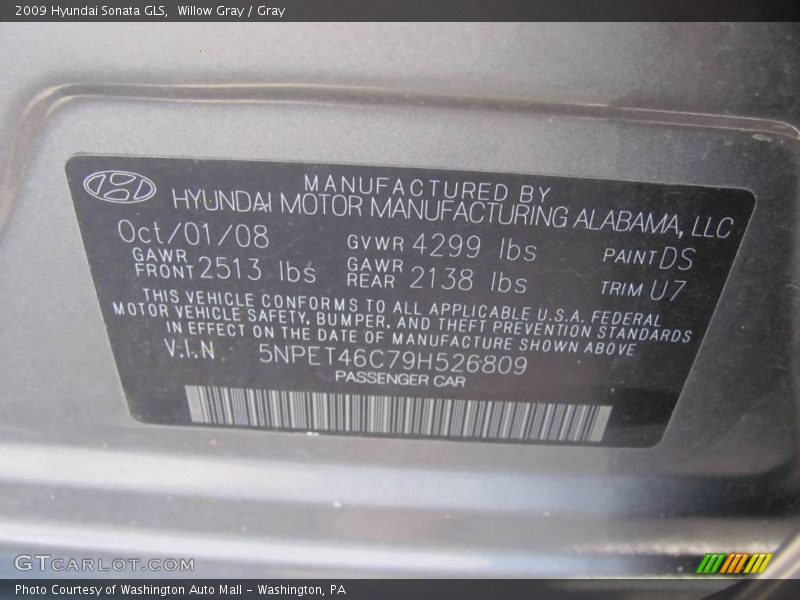 2009 Hyundai Sonata GLS, Willow Gray / Gray
MANUFACTURED BY
HYUNDAI MOTOR MANUFACTURING ALABAMA, LLC
Oct/01/08 GVWR 4299 lbs PAINT DS
GAWR FRONT 2513 lbs GAWR REAR 2138 lbs TRIM U7
THIS VEHICLE CONFORMS TO ALL APPLICABLE U.S.A. FEDERAL
MOTOR VEHICLE SAFETY, BUMPER, AND THEFT PREVENTION STANDARDS
IN EFFECT ON THE DATE OF MANUFACTURE SHOWN ABOVE
V.I.N 5NPET46C79H526809
PASSENGER CAR
GTCARLOT.COM
Photo Courtesy of Washington Auto Mall - Washington, PA